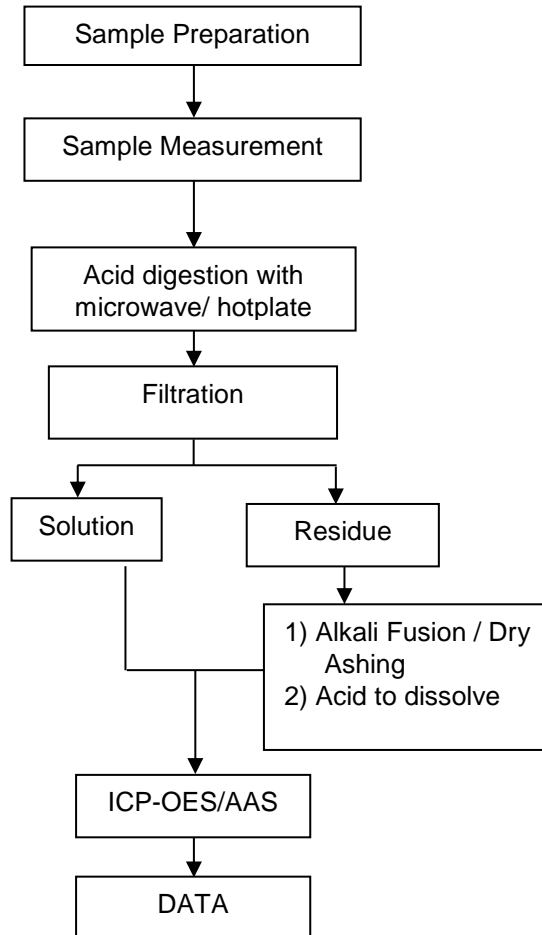 Sample Preparation
Sample Measurement
Acid digestion with
microwave/ hotplate
Filtration
Solution
Residue
1) Alkali Fusion / Dry
Ashing
2) Acid to dissolve
ICP-OES/AAS
DATA